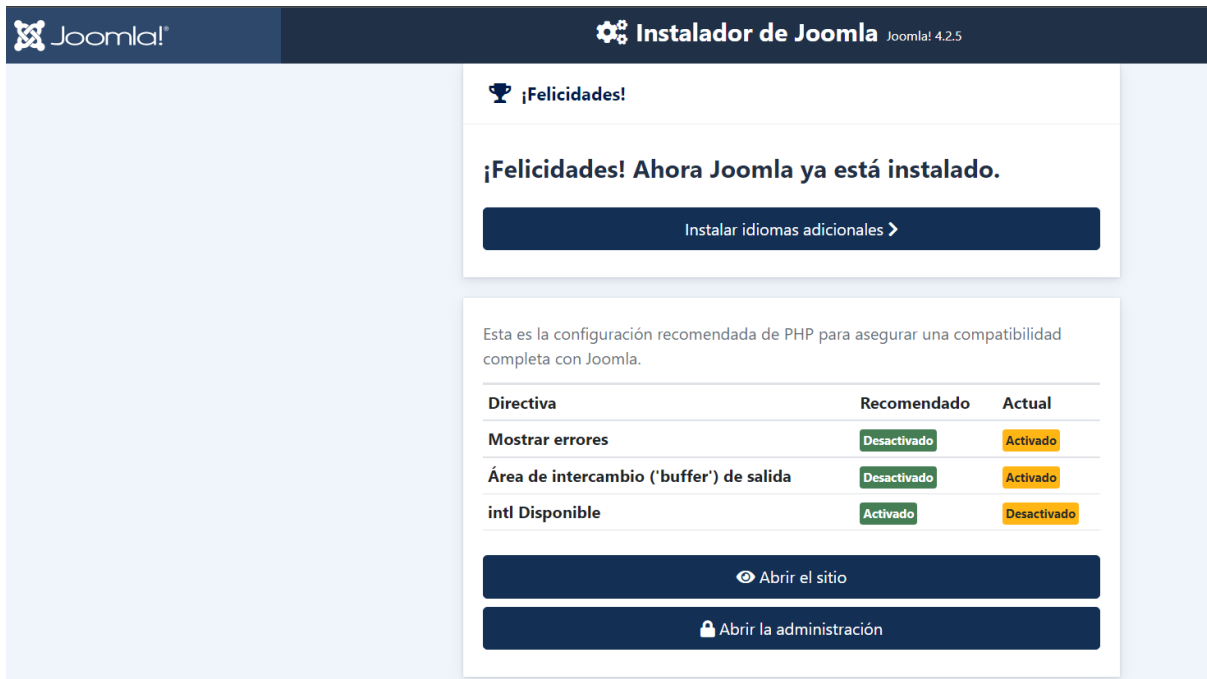 Joomla!®
Instalador de Joomla Joomla! 4.2.5
¡Felicidades!
¡Felicidades! Ahora Joomla ya está instalado.
Instalar idiomas adicionales
Esta es la configuración recomendada de PHP para asegurar una compatibilidad
completa con Joomla.
Directiva Recomendado Actual
Mostrar errores Desactivado Activado
Área de intercambio ('buffer') de salida Desactivado Activado
intl Disponible Activado Desactivado
Abrir el sitio
Abrir la administración